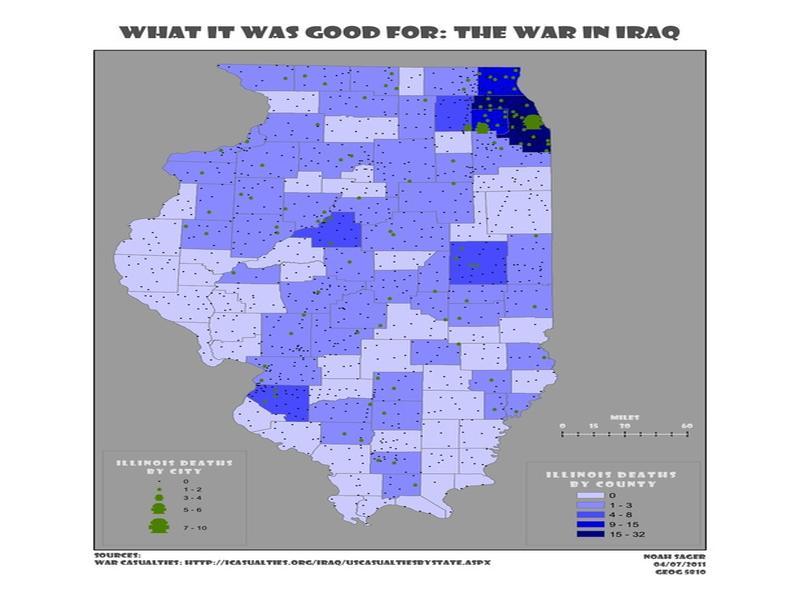 WHAT IT WAS GOOD FOR: THE WAR IN IRAQ
MILES
0 15 30 60
ILLINOIS DEATHS
BY CITY
0
1 - 2
3 - 4
5 - 6
7 - 10
ILLINOIS DEATHS
BY COUNTY
0
1 - 3
4 - 8
9 - 15
15 - 32
SOURCES:
WAR CASUALTIES: HTTP://ICASUALTIES.ORG/IRAQ/USCASUALTIESBYSTATE.ASPX
NOAH SAGER
04/07/2011
GEOG 5810